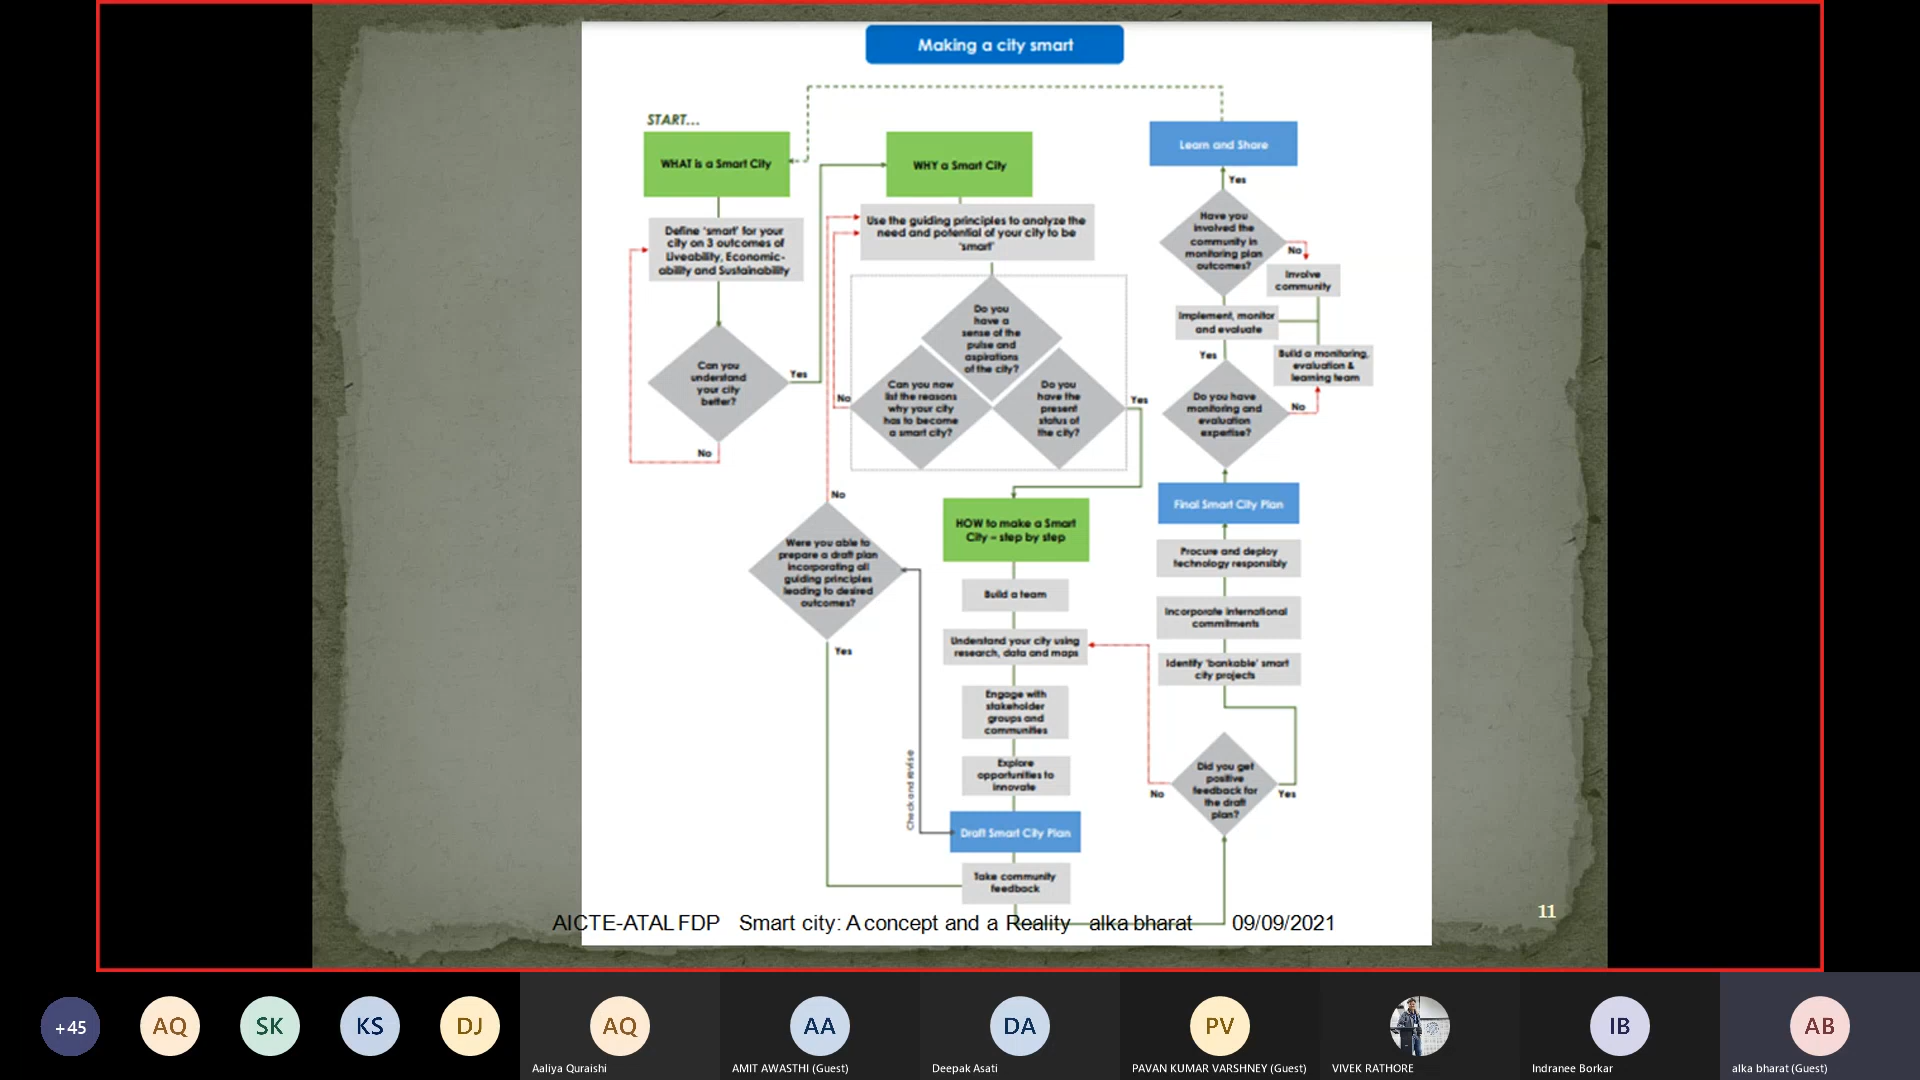 Making a city smart
START...
WHAT is a Smart City
Define 'smart' for your
city on 3 outcomes of
Liveability, Economic-
ability and Sustainability
Can you
understand
your city
better?
Yes
No
WHY a Smart City
Use the guiding principles to analyze the
need and potential of your city to be
'smart'
Do you
have a
sense of the
pulse and
aspirations
of the city?
Can you now
list the reasons
why your city
has to become
a smart city?
Do you
have the
present
status of
the city?
No
Yes
HOW to make a Smart
City – step by step
Build a team
Understand your city using
research, data and maps
Engage with
stakeholder
groups and
communities
Explore
opportunities to
innovate
Draft Smart City Plan
Check and revise
Take community
feedback
No
Were you able to
prepare a draft plan
incorporating all
guiding principles
leading to desired
outcomes?
Yes
Did you get
positive
feedback for
the draft
plan?
No
Yes
Identify 'bankable' smart
city projects
Incorporate international
commitments
Procure and deploy
technology responsibly
Final Smart City Plan
Do you have
monitoring and
evaluation
expertise?
No
Build a monitoring,
evaluation &
learning team
Yes
Implement, monitor
and evaluate
Have you
involved the
community in
monitoring plan
outcomes?
No
Involve
community
Yes
Learn and Share
11
AICTE-ATAL FDP Smart city: A concept and a Reality alka bharat 09/09/2021
+45
AQ
SK
KS
DJ
AQ
Aaliya Quraishi
AA
AMIT AWASTHI (Guest)
DA
Deepak Asati
PV
PAVAN KUMAR VARSHNEY (Guest)
VIVEK RATHORE
IB
Indranee Borkar
AB
alka bharat (Guest)